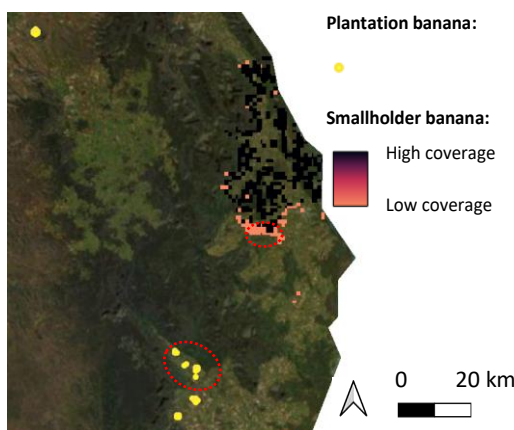 Plantation banana:
Smallholder banana:
High coverage
Low coverage
0 20 km